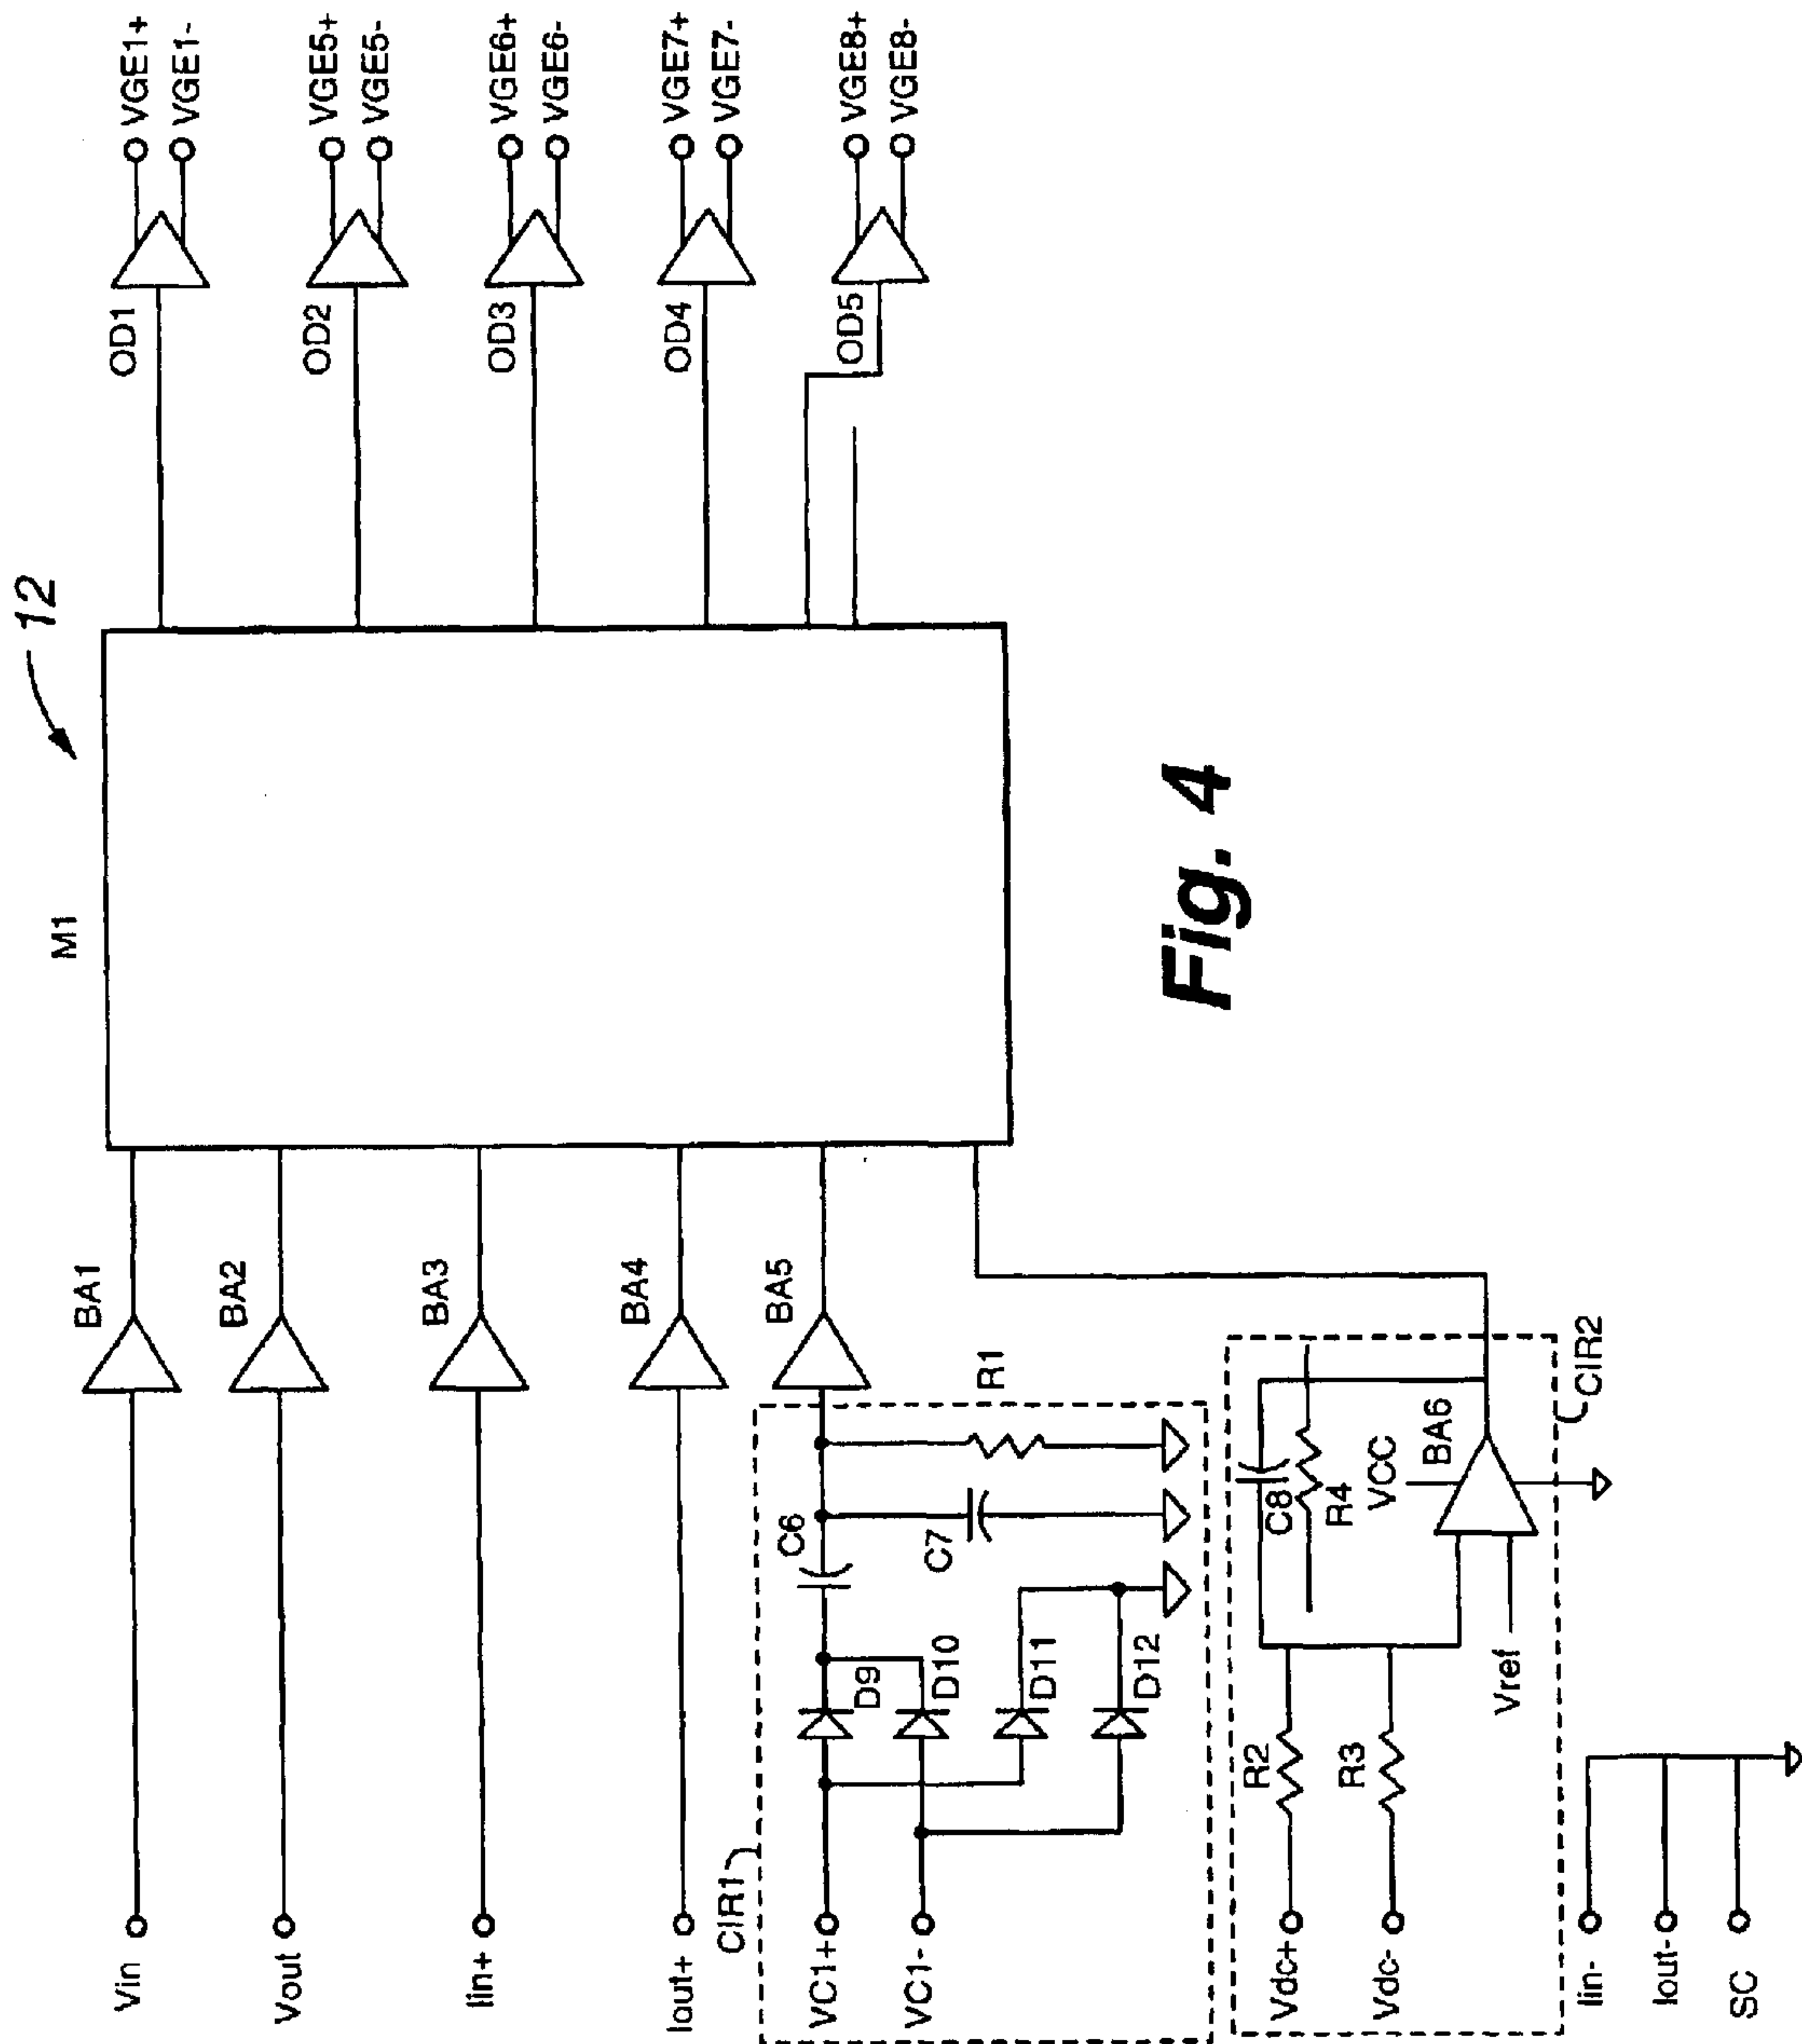 12
M1
Vin
BA1
OD1
VGE1+
VGE1-
Vout
BA2
OD2
VGE5+
VGE5-
Iin+
BA3
OD3
VGE6+
VGE6-
Iout+
BA4
OD4
VGE7+
VGE7-
BA5
OD5
VGE8+
VGE8-
CIR1
VC1+
VC1-
D9
D10
D11
D12
C6
C7
R1
Vdc+
Vdc-
R2
R3
C8
R4
VCC
BA6
Vref
CIR2
Iin-
Iout-
SC
Fig. 4